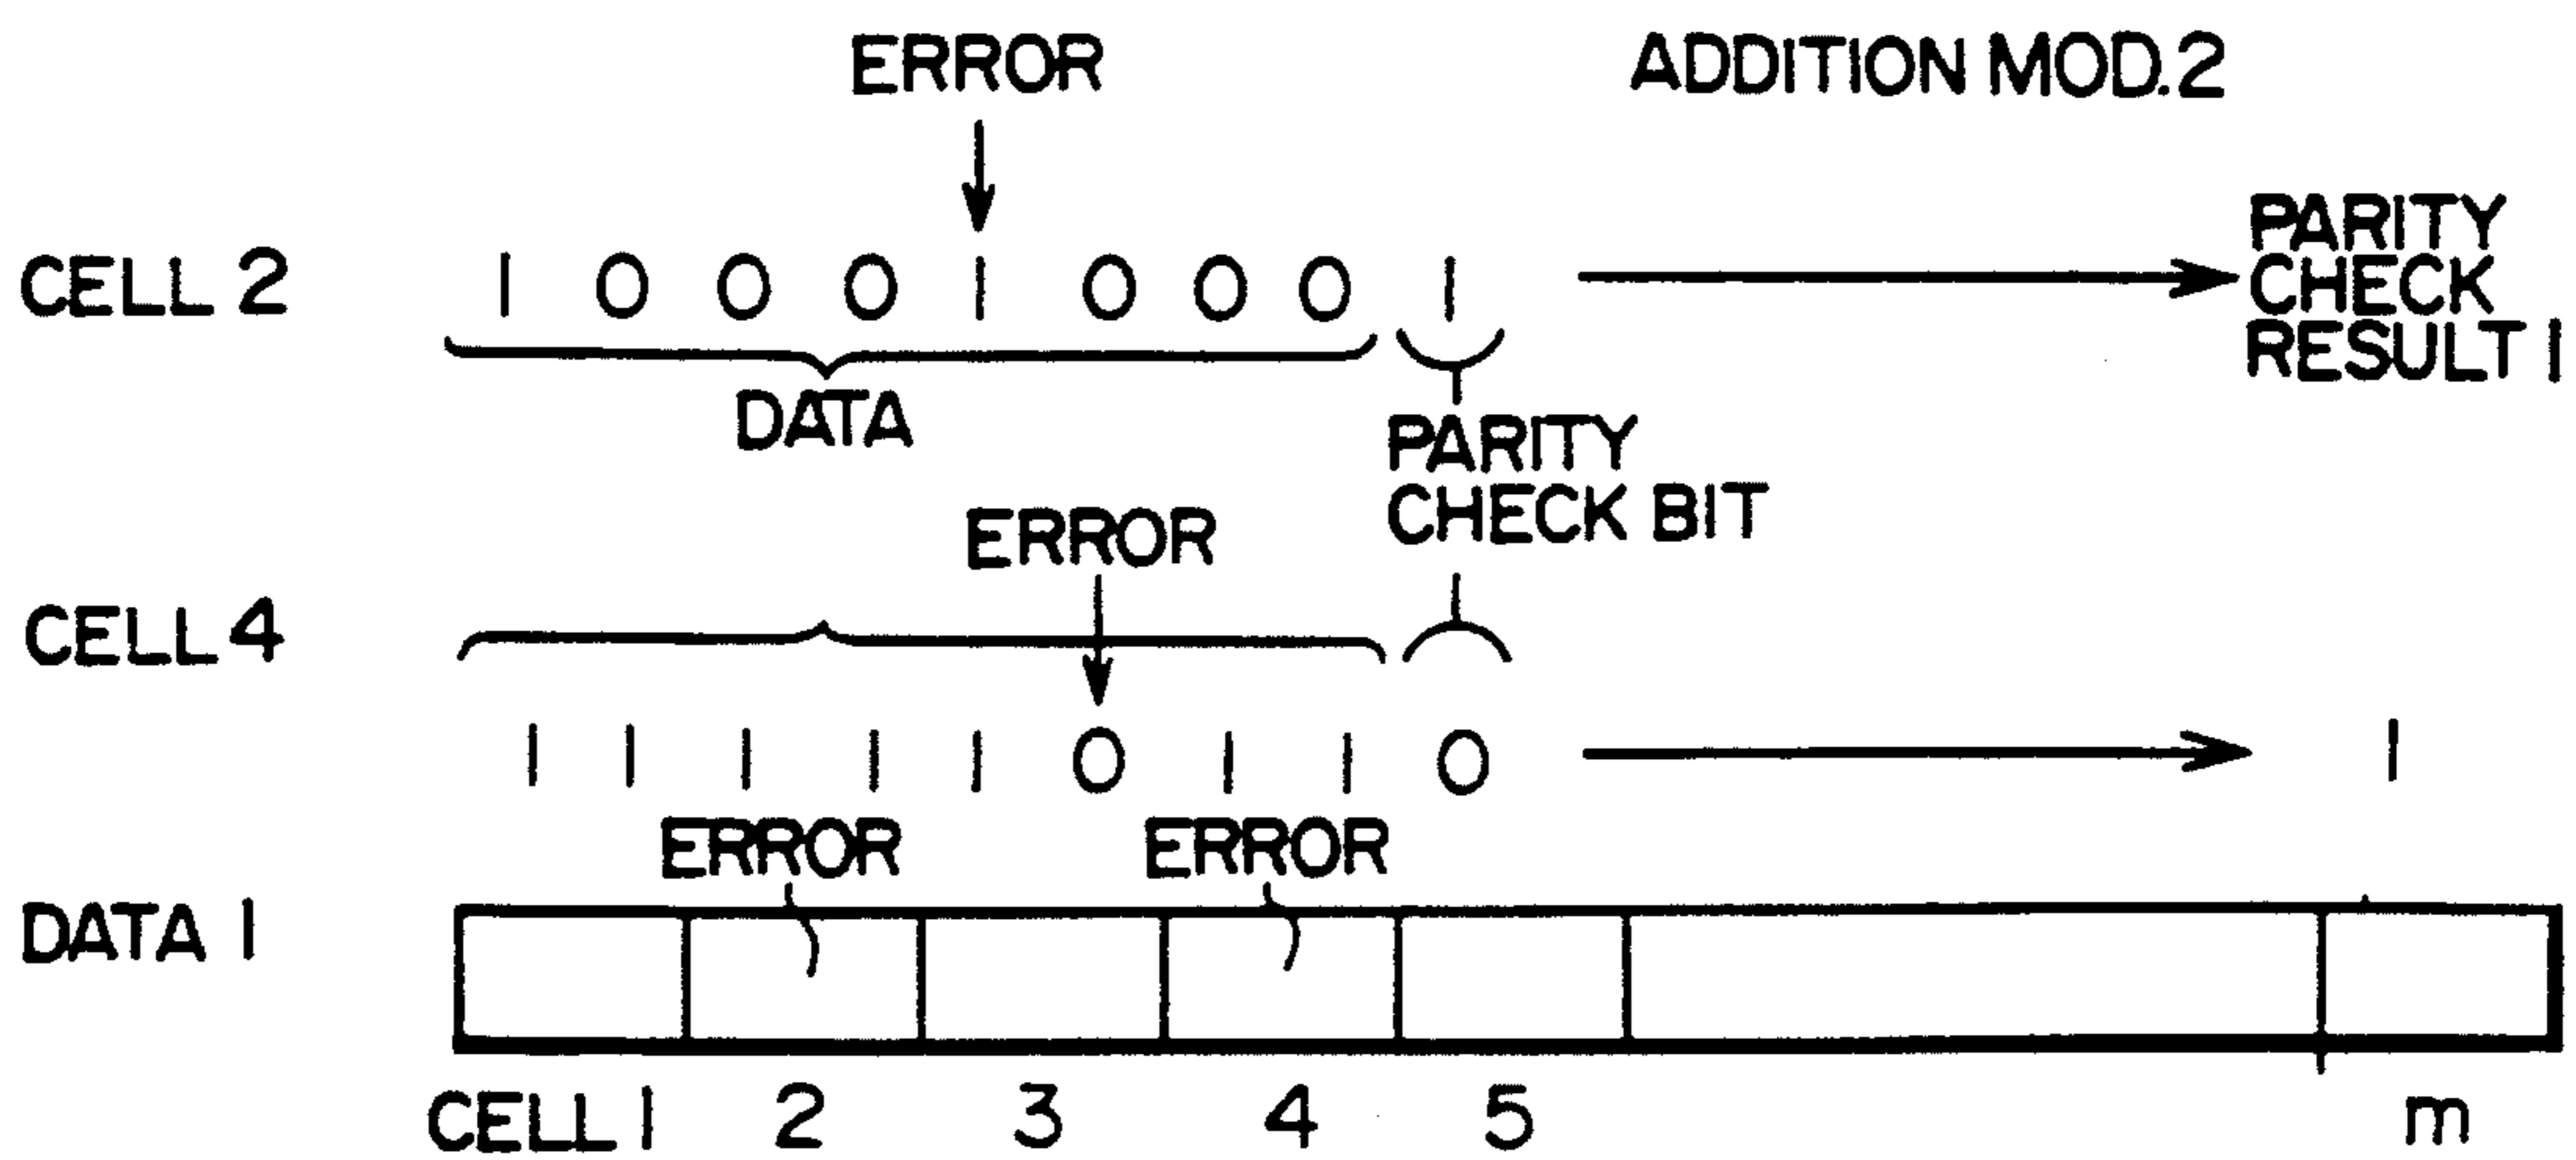 ERROR
ADDITION MOD.2
CELL 2
1 0 0 0 1 0 0 0 1
PARITY
CHECK
RESULT 1
DATA
PARITY
CHECK BIT
ERROR
CELL 4
1 1 1 1 1 0 1 1 0
1
ERROR
ERROR
DATA 1
CELL 1 2 3 4 5 m